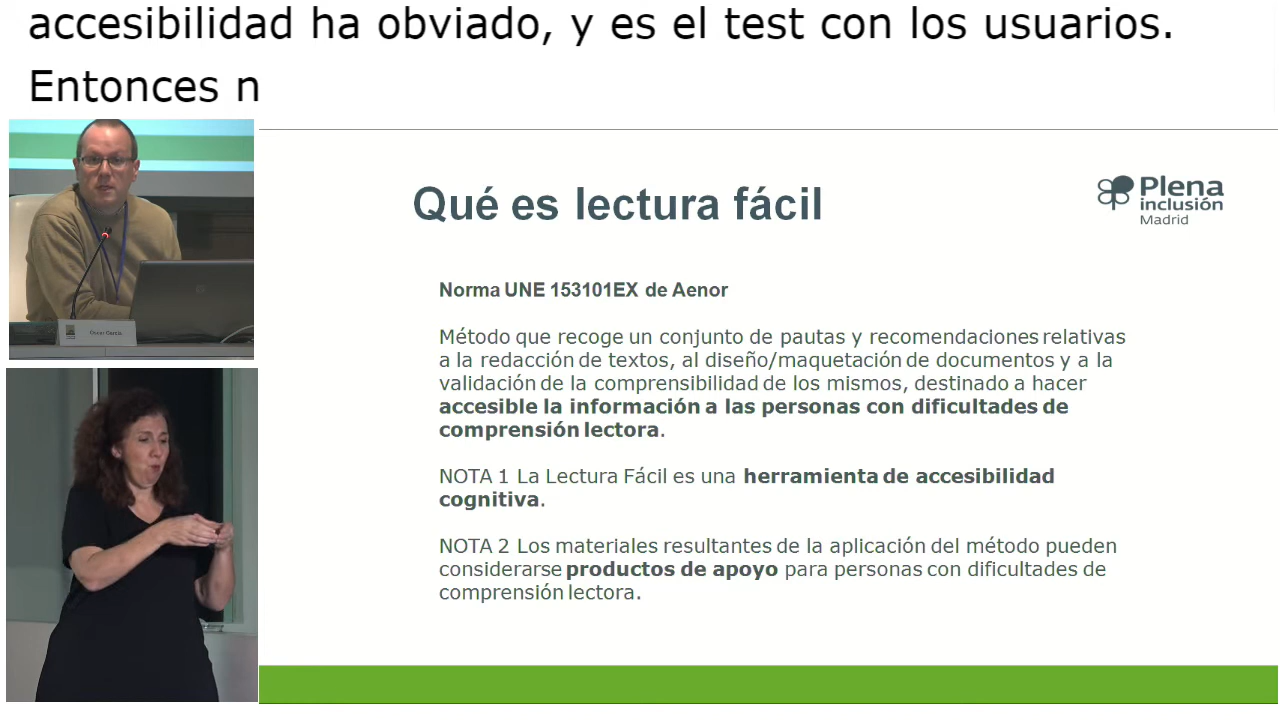 accesibilidad ha obviado, y es el test con los usuarios.
Entonces n
Qué es lectura fácil
Plena
inclusión
Madrid
Norma UNE 153101EX de Aenor
Método que recoge un conjunto de pautas y recomendaciones relativas
a la redacción de textos, al diseño/maquetación de documentos y a la
validación de la comprensibilidad de los mismos, destinado a hacer
accesible la información a las personas con dificultades de
comprensión lectora.
NOTA 1 La Lectura Fácil es una herramienta de accesibilidad
cognitiva.
NOTA 2 Los materiales resultantes de la aplicación del método pueden
considerarse productos de apoyo para personas con dificultades de
comprensión lectora.
Óscar García